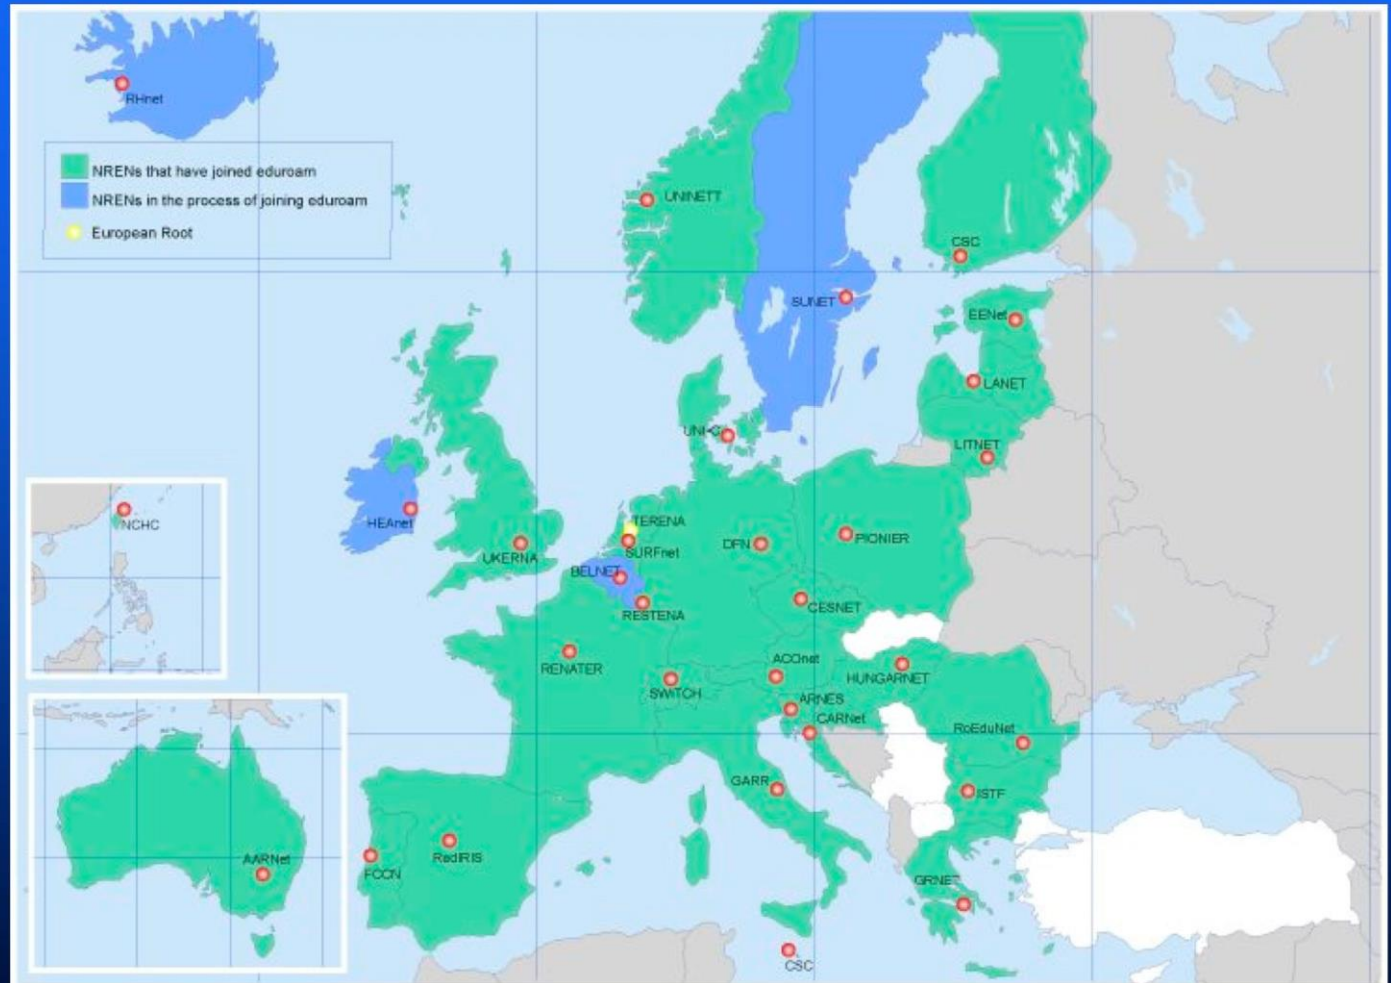 RHnet
NRENs that have joined eduroam
NRENs in the process of joining eduroam
European Root
UNINETT
CSC
SUNET
EENet
LANET
UNI-C
LITNET
NCHC
HEAnet
UKERNA
TERENA
SURFnet
DFN
PIONIER
BELNET
RESTENA
CESNET
RENATER
SWITCH
ACOnet
HUNGARNET
ARNES
CARNet
RoEduNet
GARR
ISTF
AARNet
FCCN
RedIRIS
GRNET
CSC